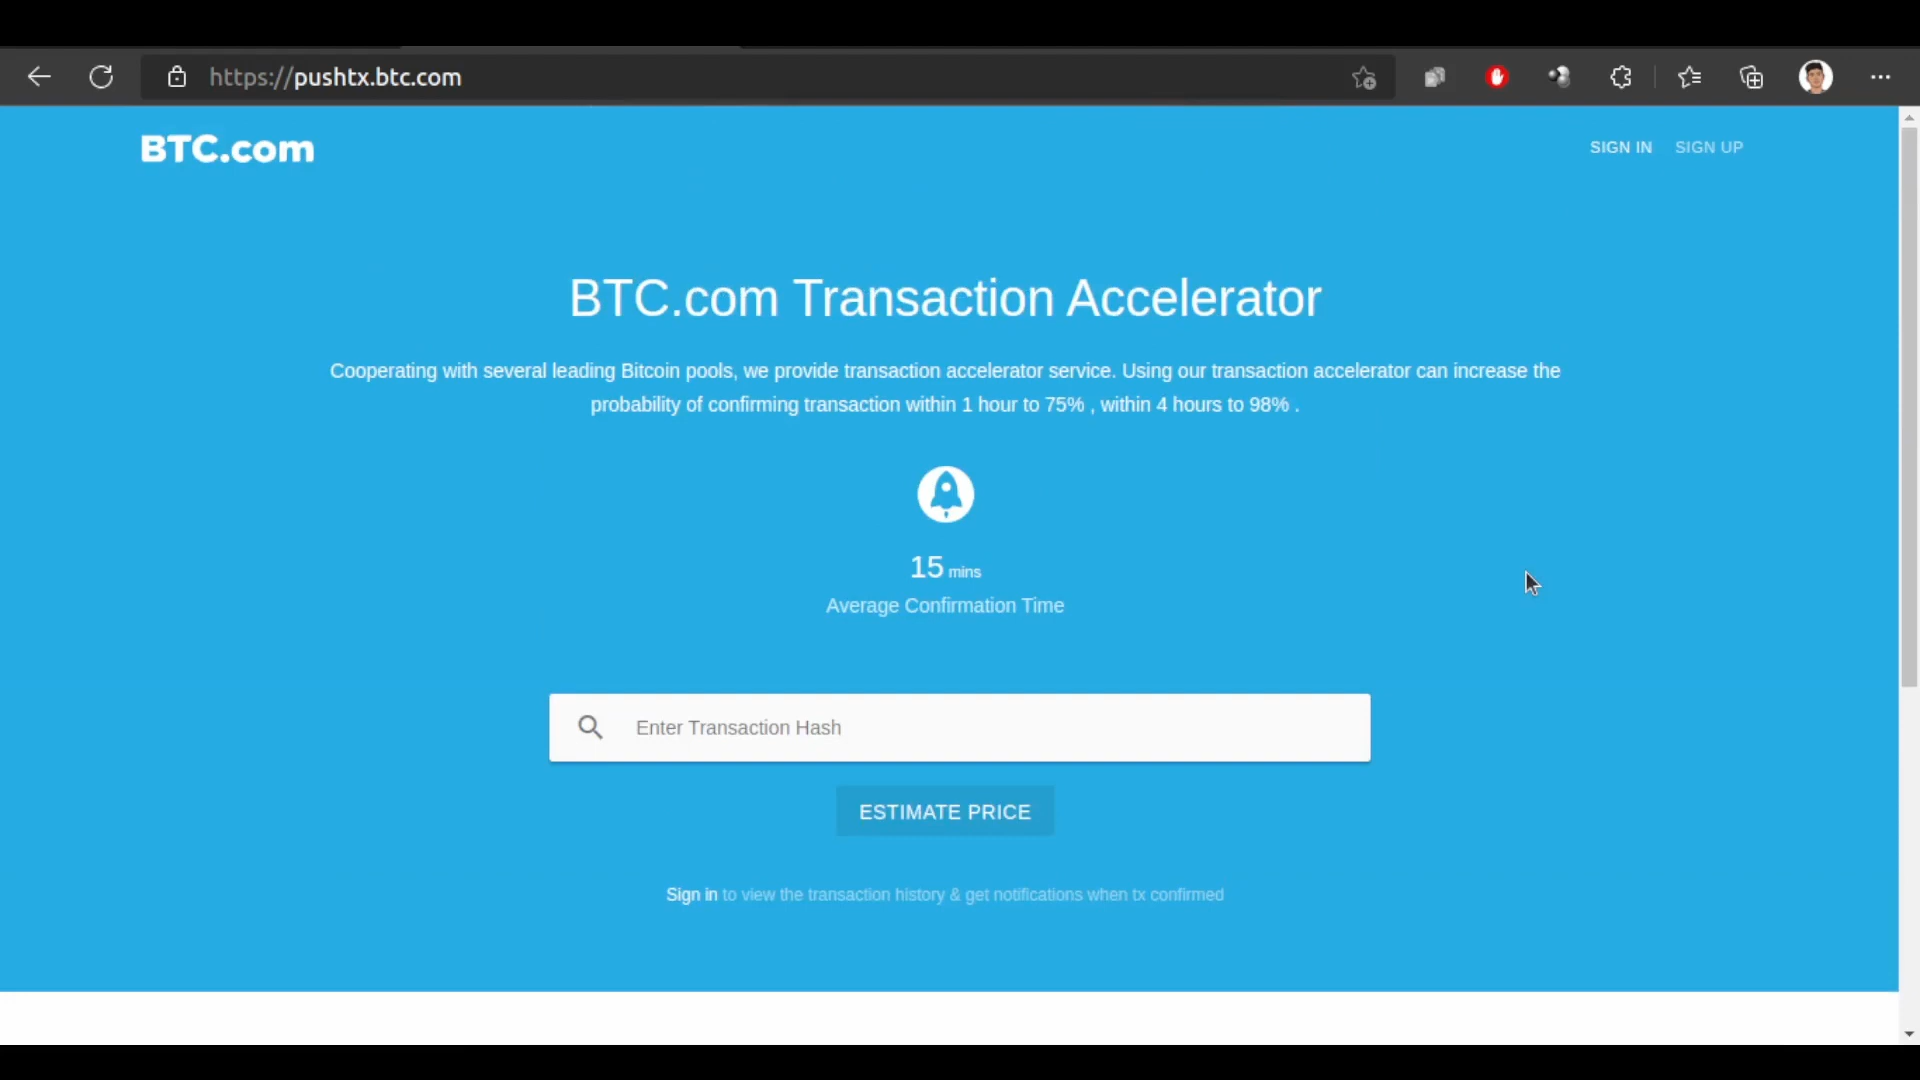 https://pushtx.btc.com
BTC.com
SIGN IN SIGN UP
BTC.com Transaction Accelerator
Cooperating with several leading Bitcoin pools, we provide transaction accelerator service. Using our transaction accelerator can increase the
probability of confirming transaction within 1 hour to 75% , within 4 hours to 98% .
15 mins
Average Confirmation Time
Enter Transaction Hash
ESTIMATE PRICE
Sign in to view the transaction history & get notifications when tx confirmed